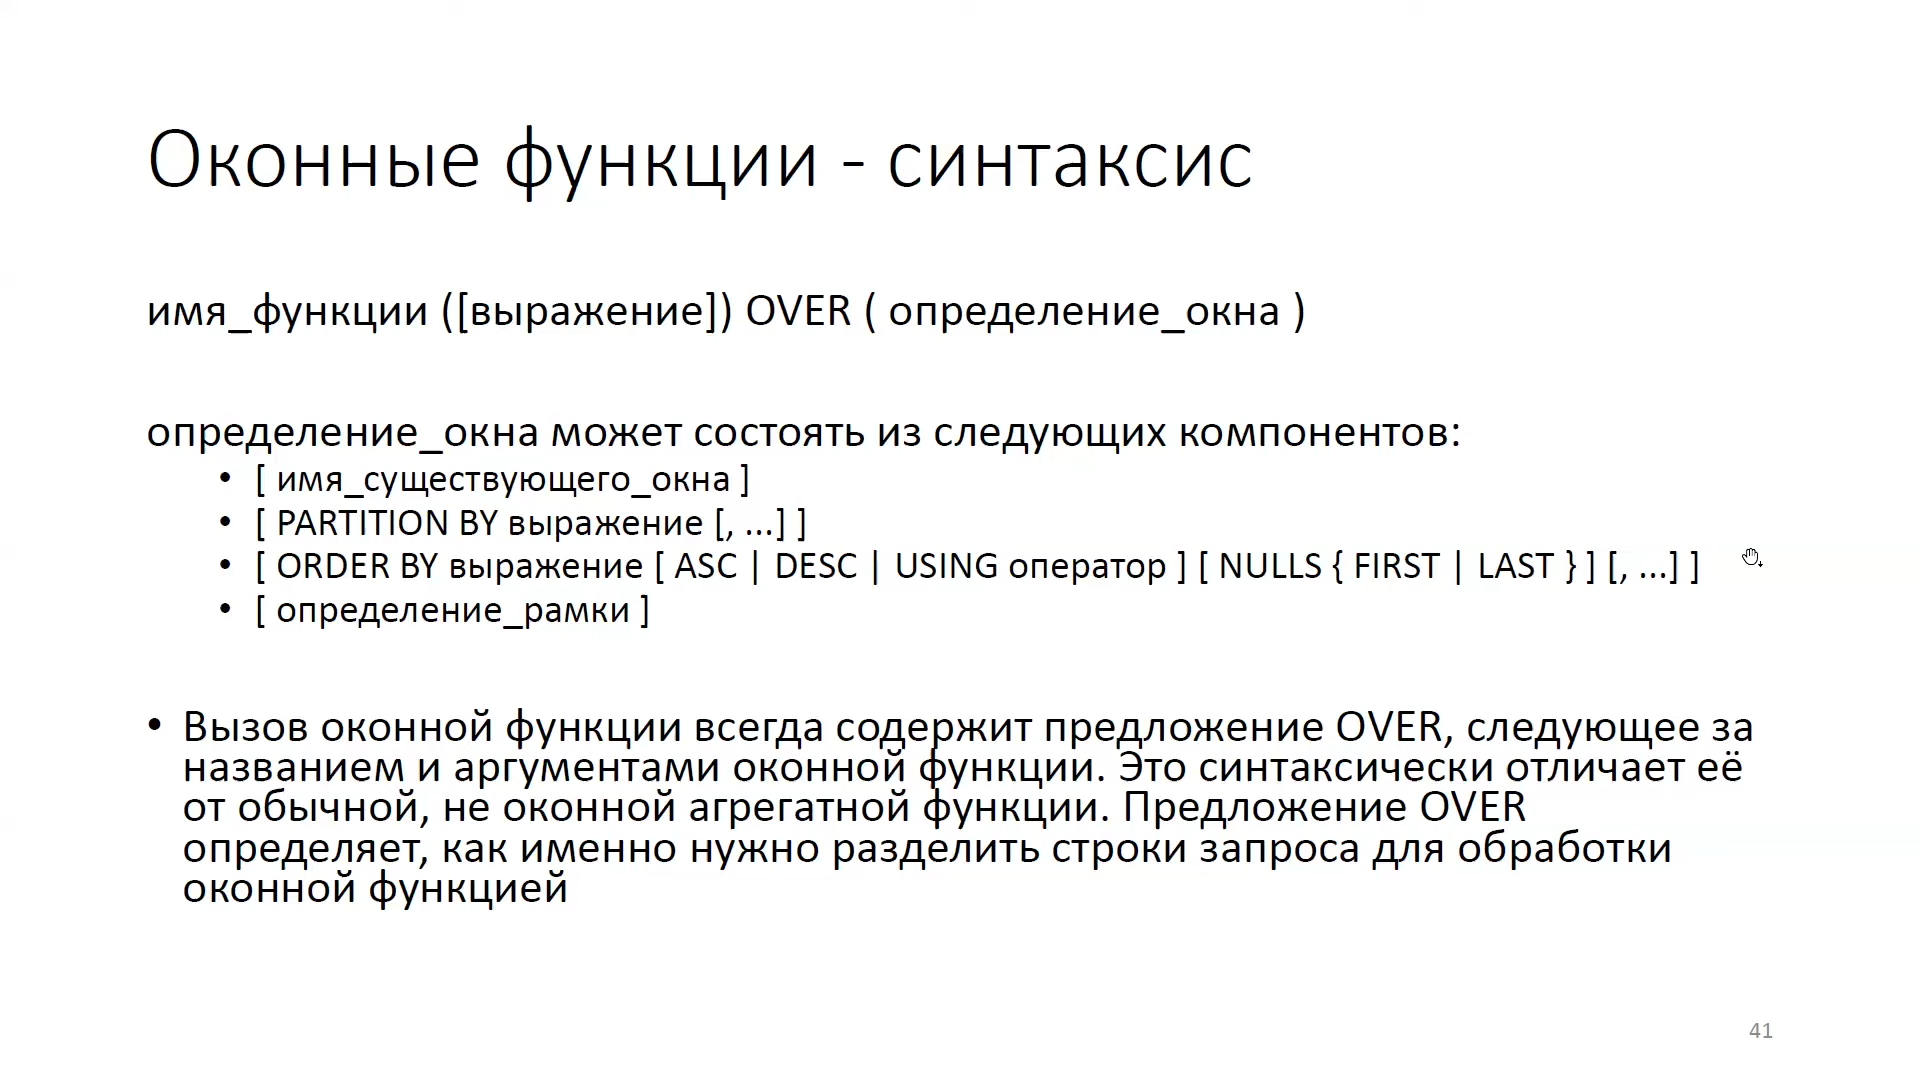 Оконные функции - синтаксис
имя_функции ([выражение]) OVER ( определение_окна )
определение_окна может состоять из следующих компонентов:
• [ имя_существующего_окна ]
• [ PARTITION BY выражение [, ...] ]
• [ ORDER BY выражение [ ASC | DESC | USING оператор ] [ NULLS { FIRST | LAST } ] [, ...] ]
• [ определение_рамки ]
• Вызов оконной функции всегда содержит предложение OVER, следующее за
названием и аргументами оконной функции. Это синтаксически отличает её
от обычной, не оконной агрегатной функции. Предложение OVER
определяет, как именно нужно разделить строки запроса для обработки
оконной функцией
41